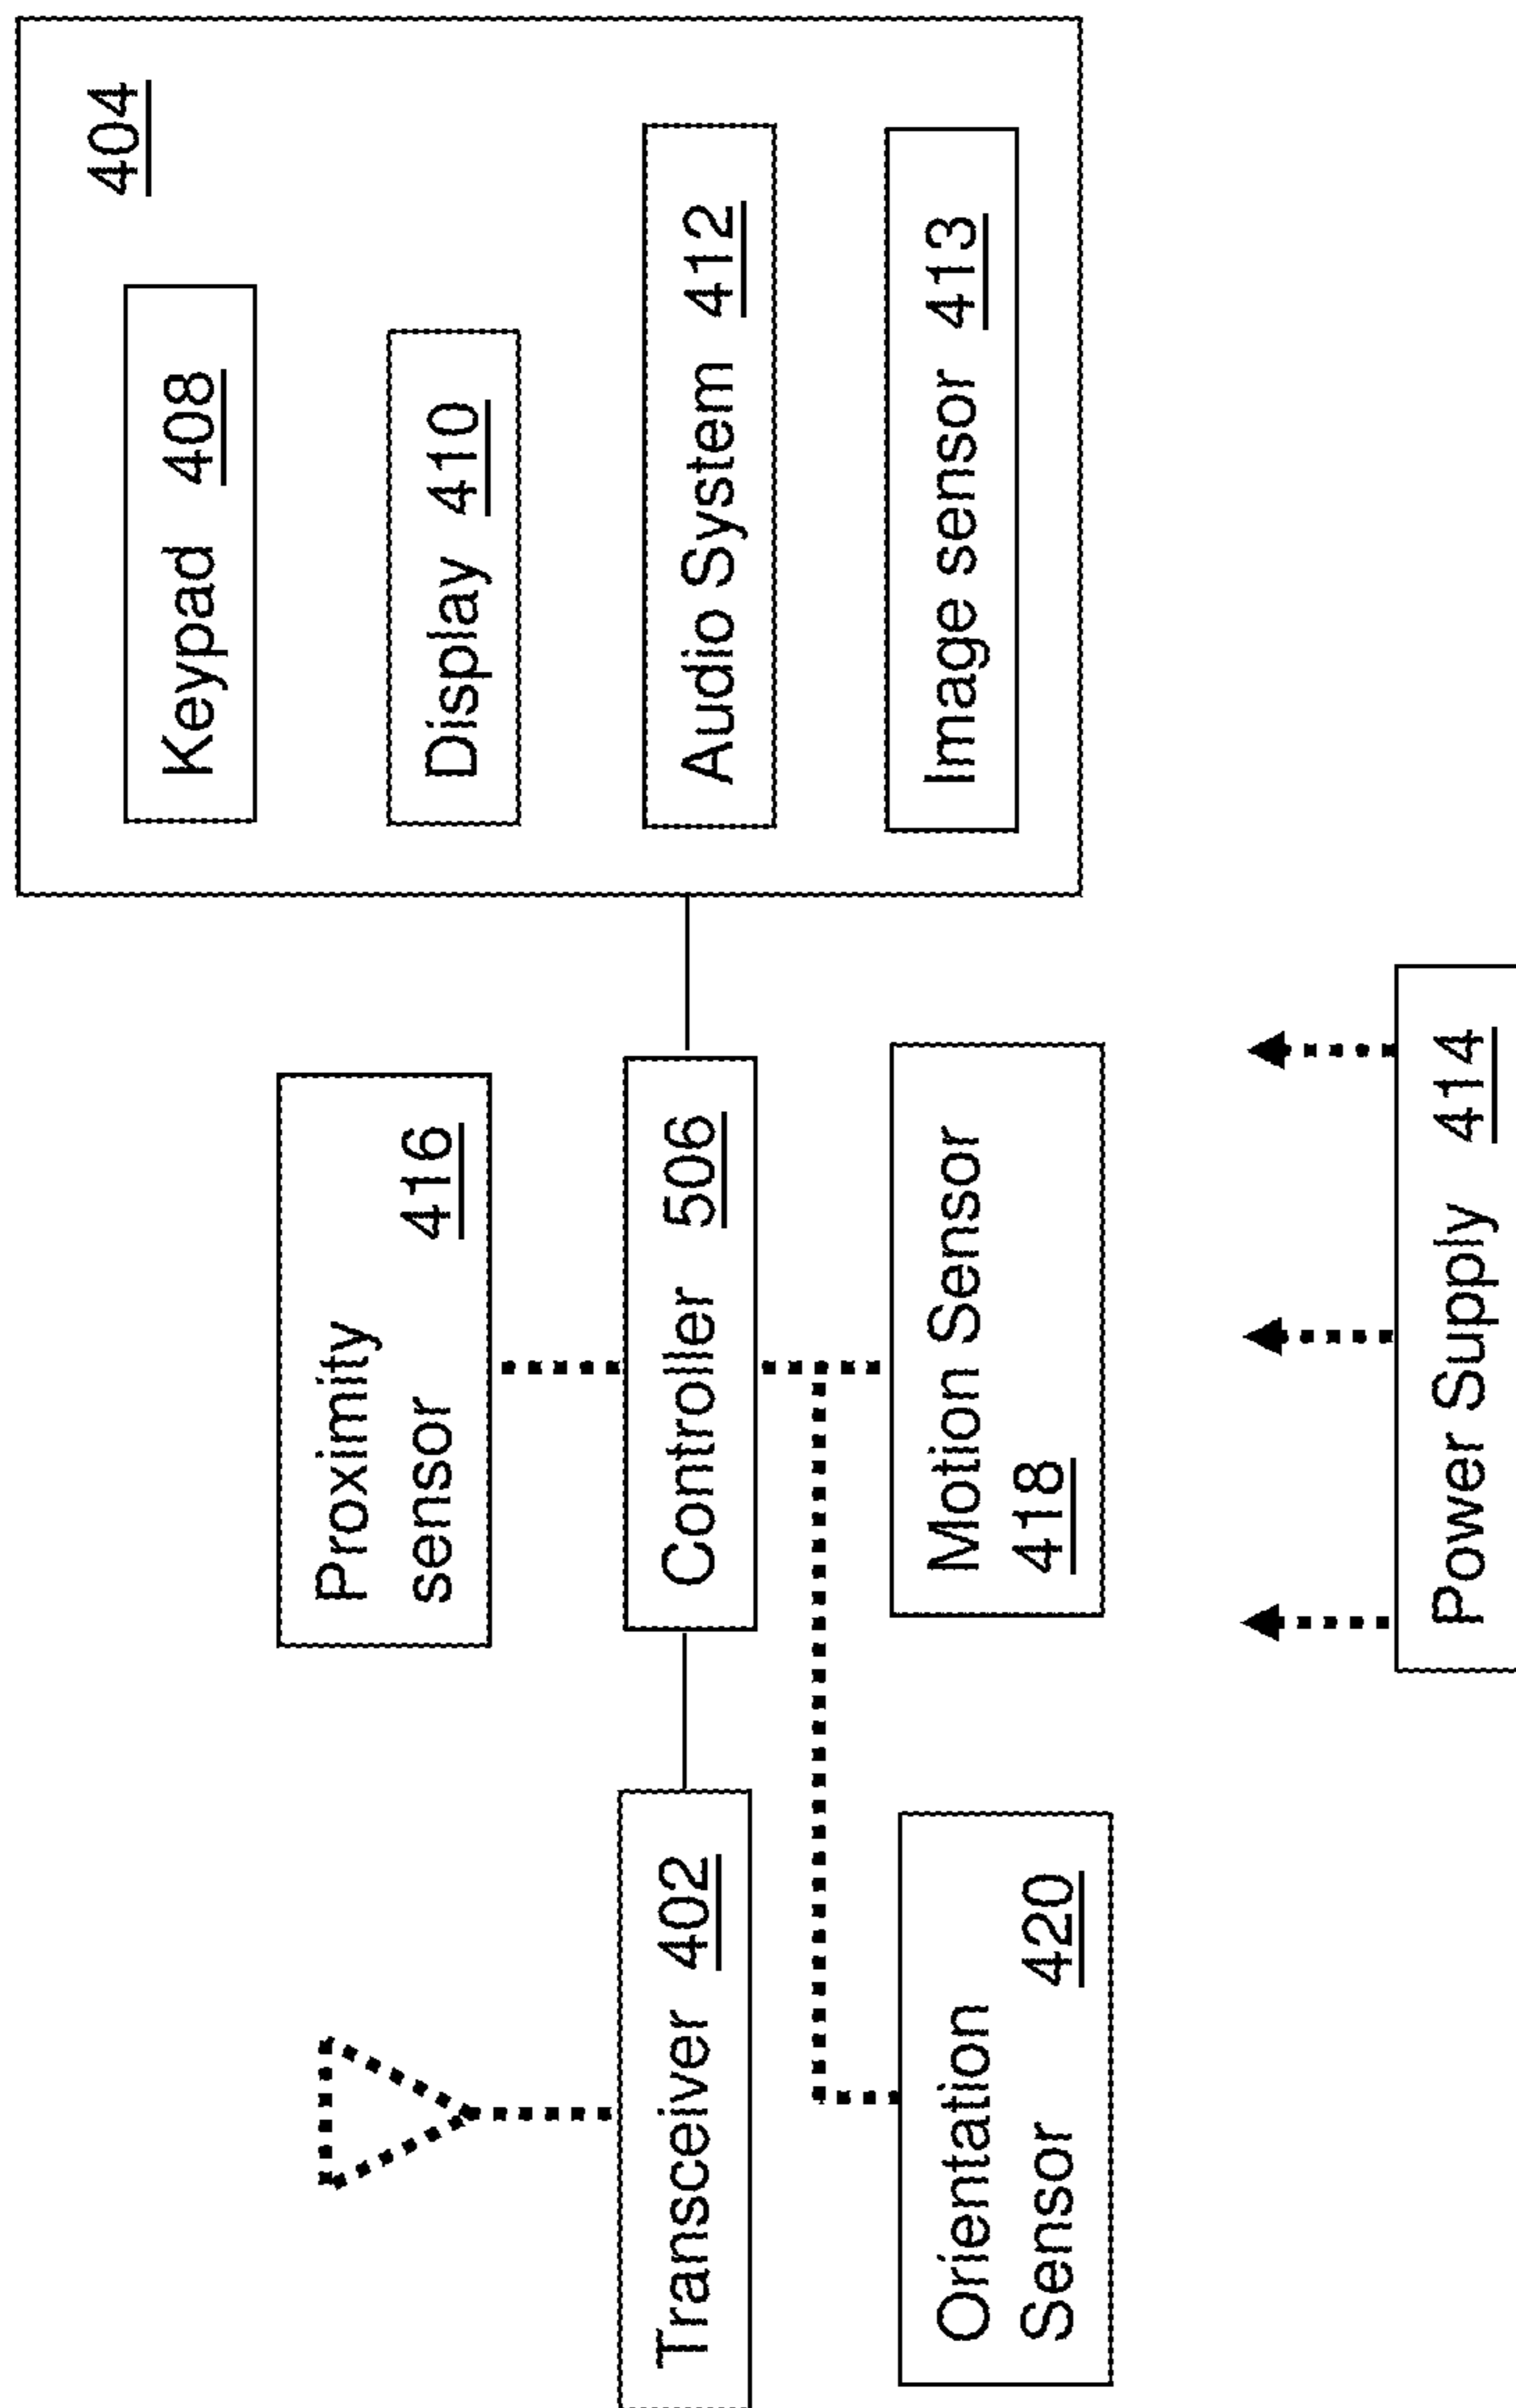 404
Keypad 408
Display 410
Audio System 412
Image sensor 413
Proximity
sensor 416
Controller 506
Motion Sensor
418
Transceiver 402
Orientation
Sensor 420
Power Supply 414